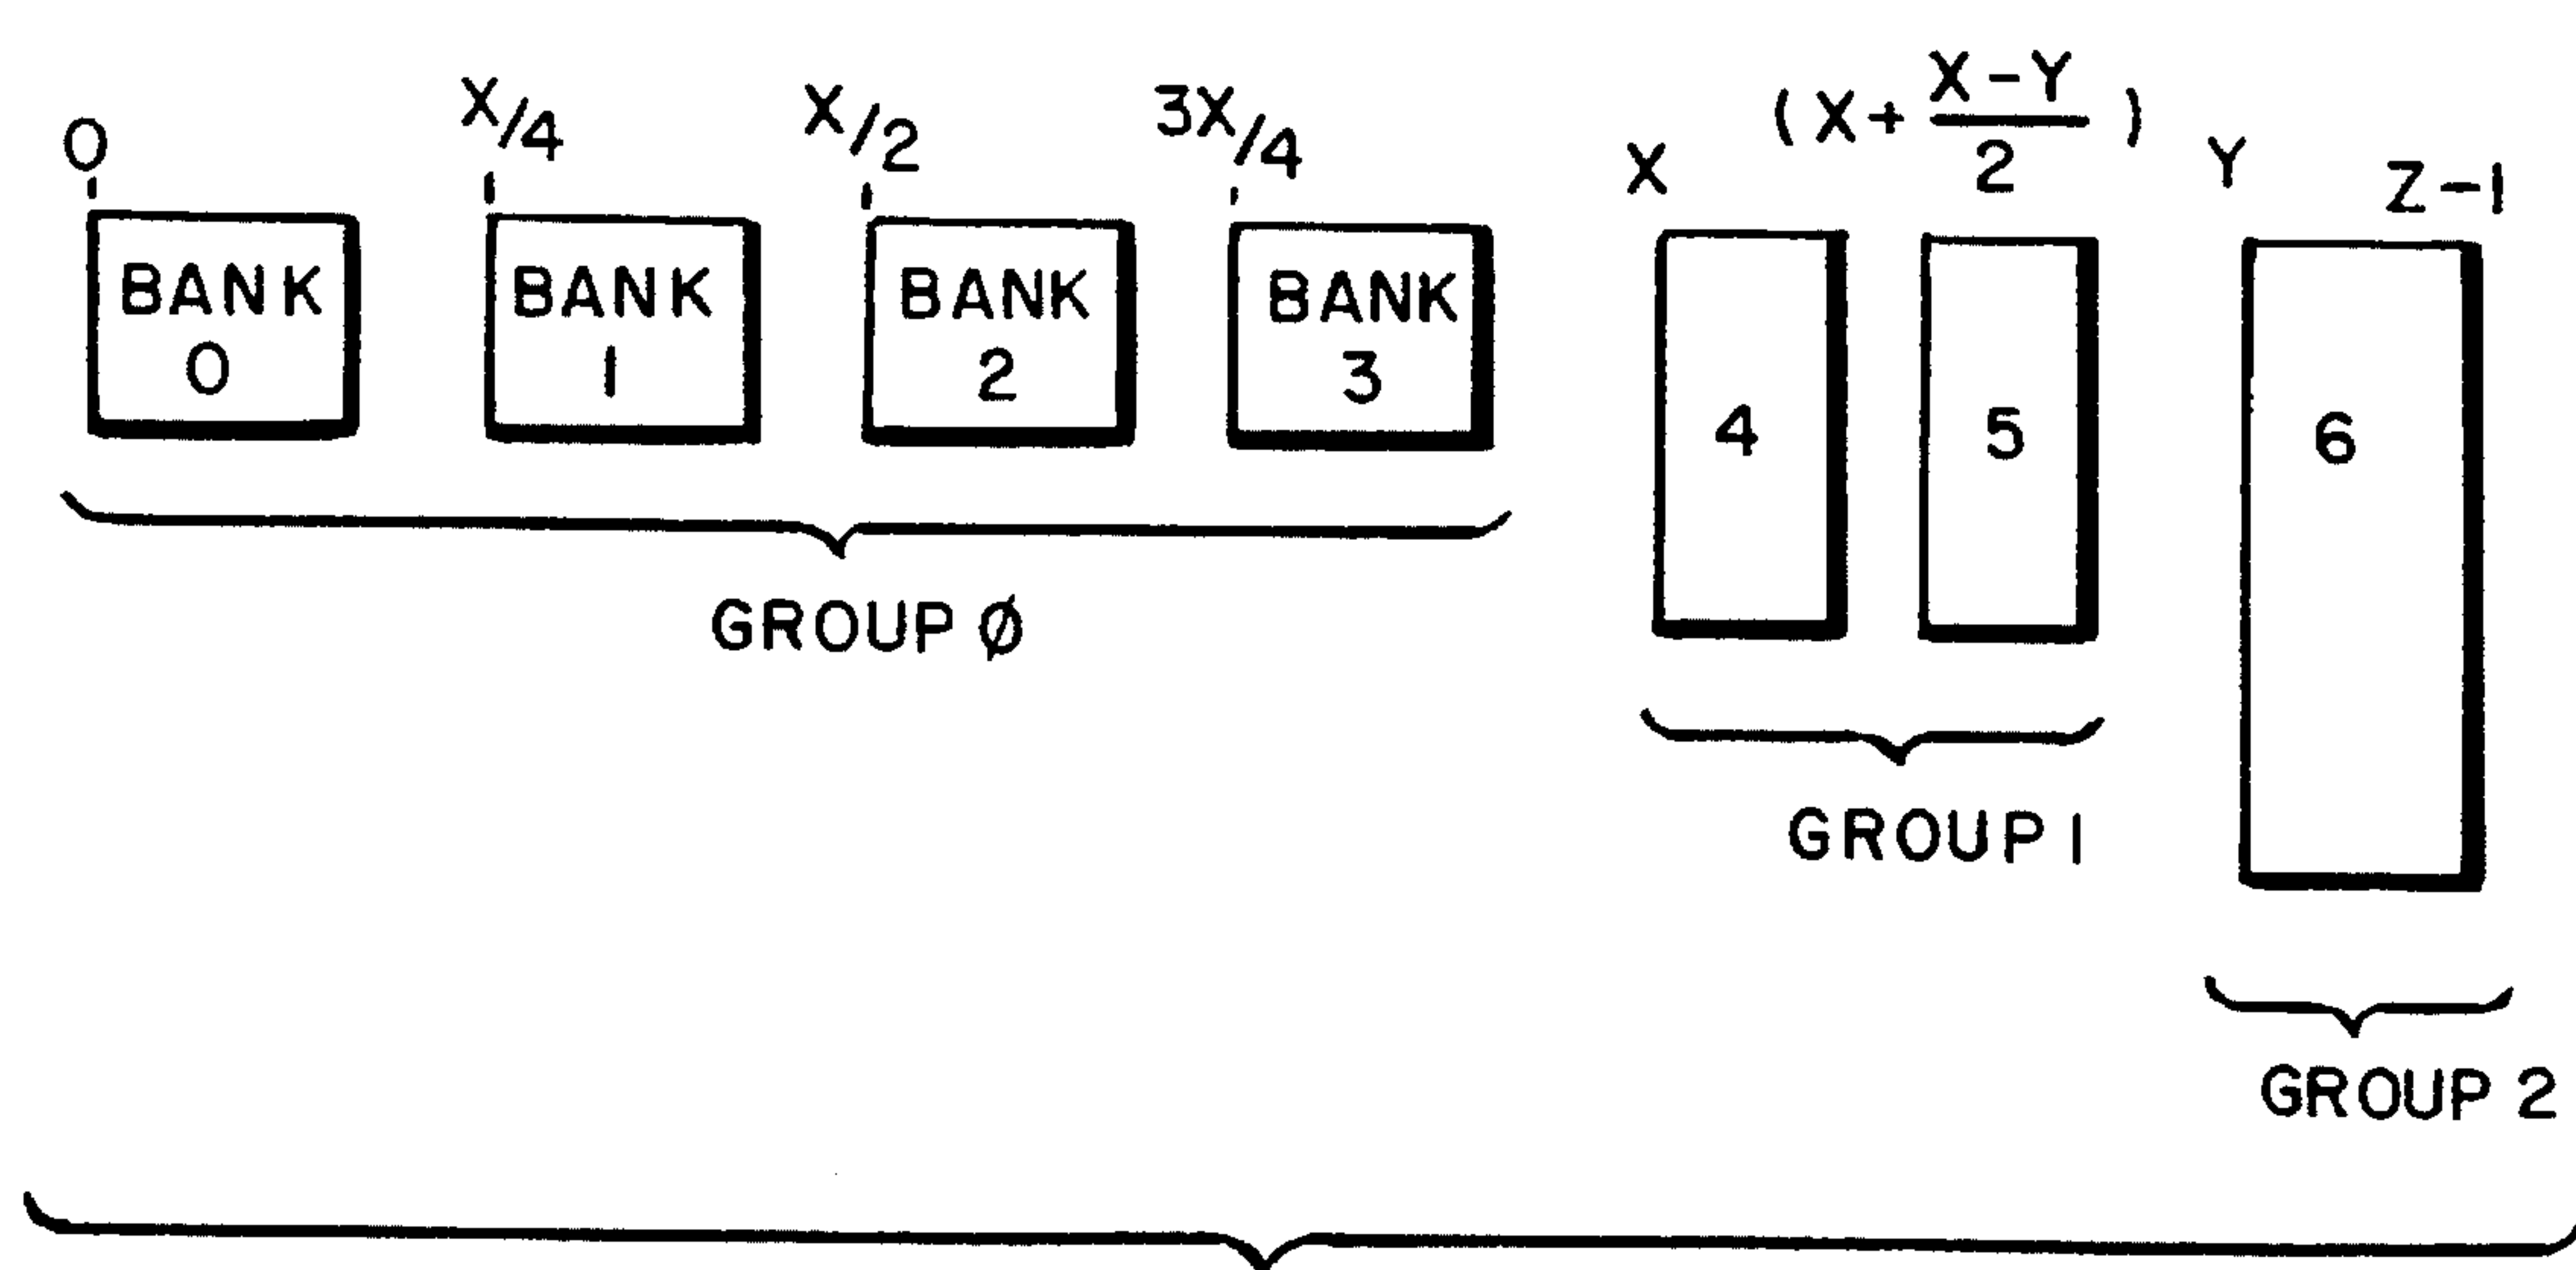 0 X/4 X/2 3X/4 X (X+ X-Y/2 ) Y Z-1
BANK 0
BANK 1
BANK 2
BANK 3
4
5
6
GROUP Ø
GROUP 1
GROUP 2